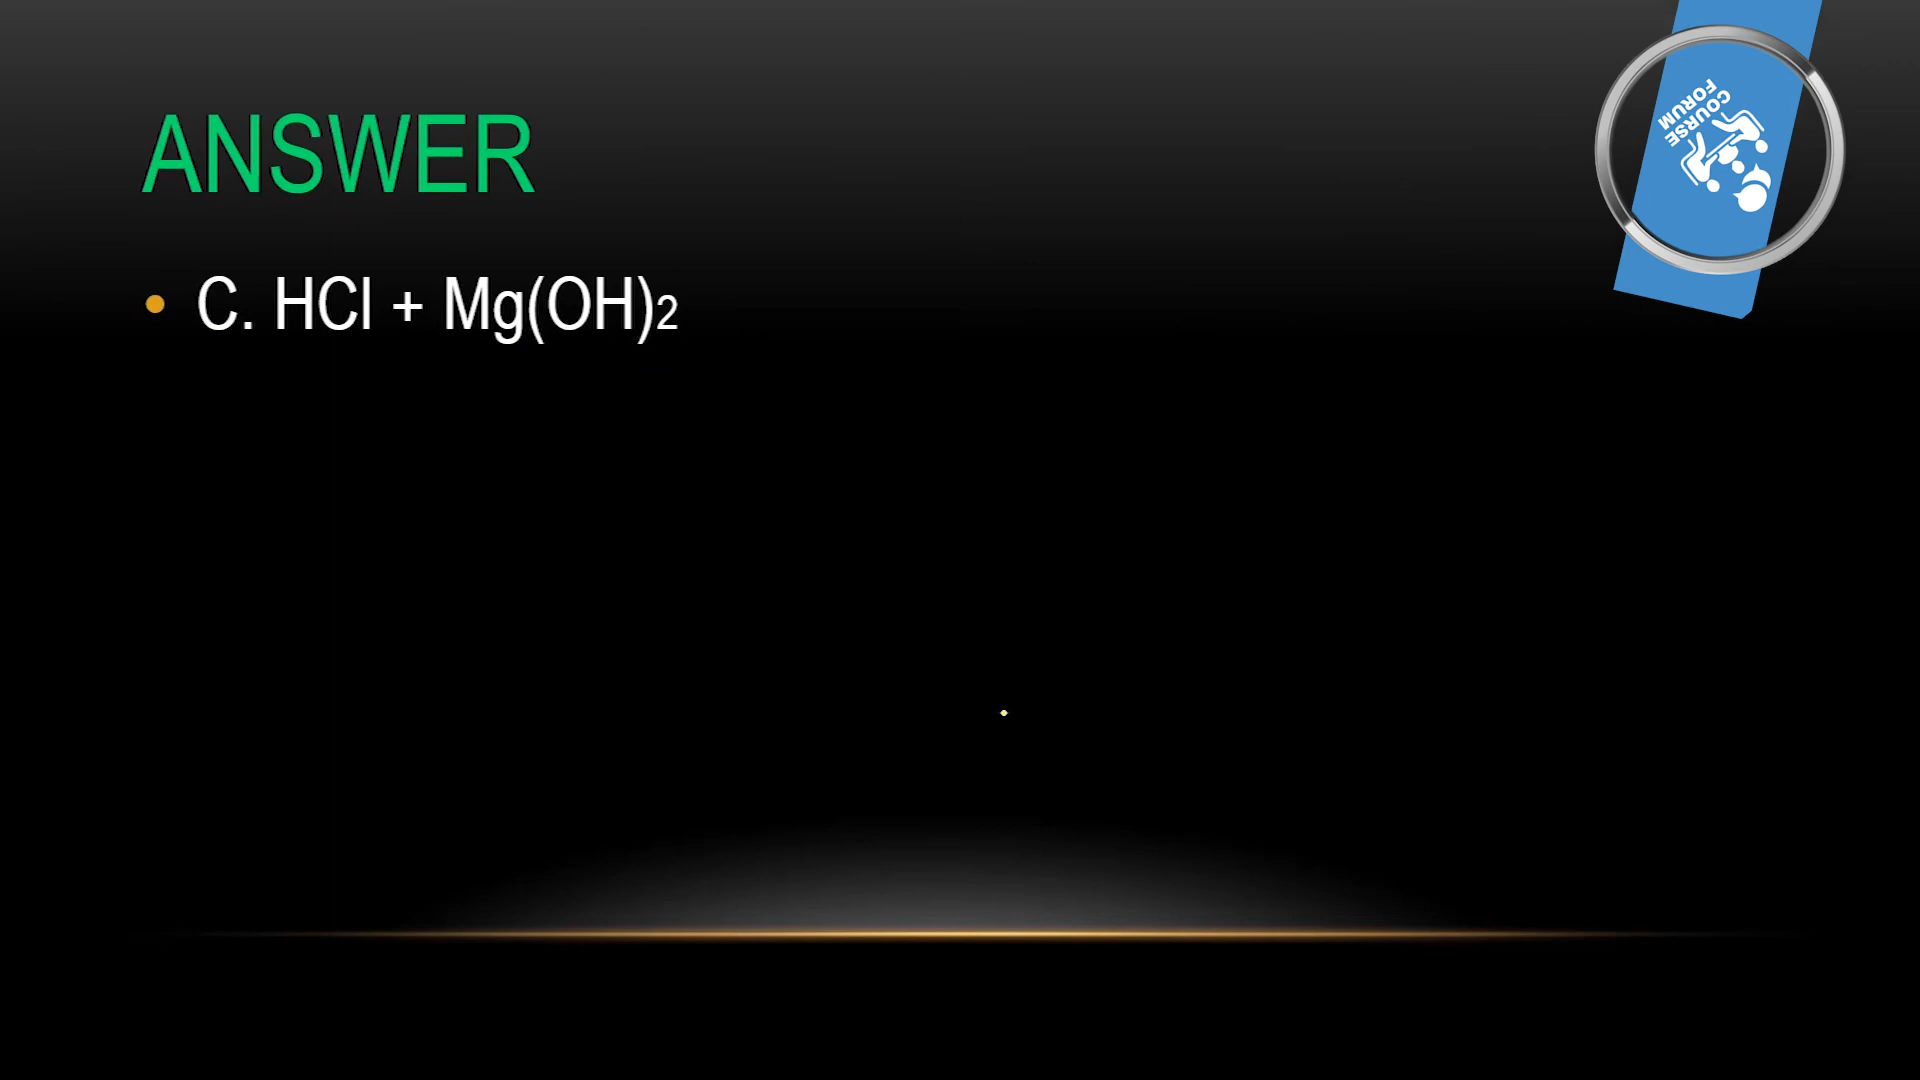 ANSWER
• C. HCl + Mg(OH)2
COURSE
FORUM